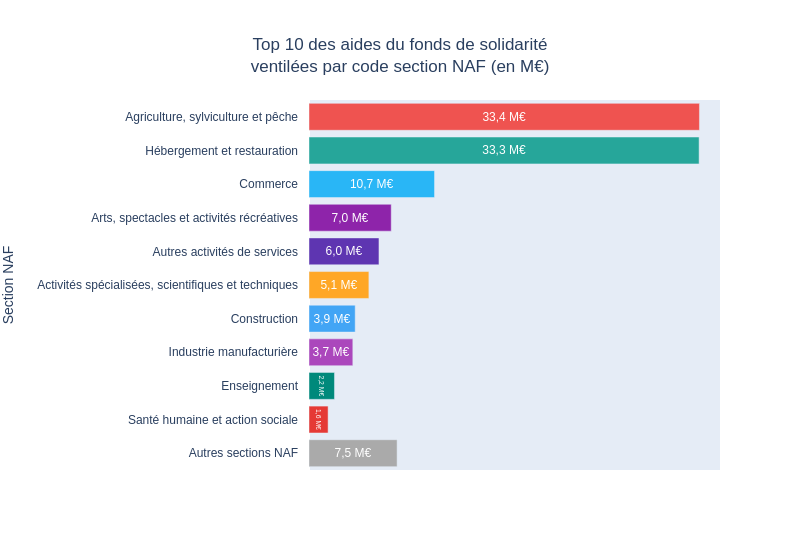 Top 10 des aides du fonds de solidarité
ventilées par code section NAF (en M€)
Section NAF
Agriculture, sylviculture et pêche 33,4 M€
Hébergement et restauration 33,3 M€
Commerce 10,7 M€
Arts, spectacles et activités récréatives 7,0 M€
Autres activités de services 6,0 M€
Activités spécialisées, scientifiques et techniques 5,1 M€
Construction 3,9 M€
Industrie manufacturière 3,7 M€
Enseignement 2,2 M€
Santé humaine et action sociale 1,6 M€
Autres sections NAF 7,5 M€